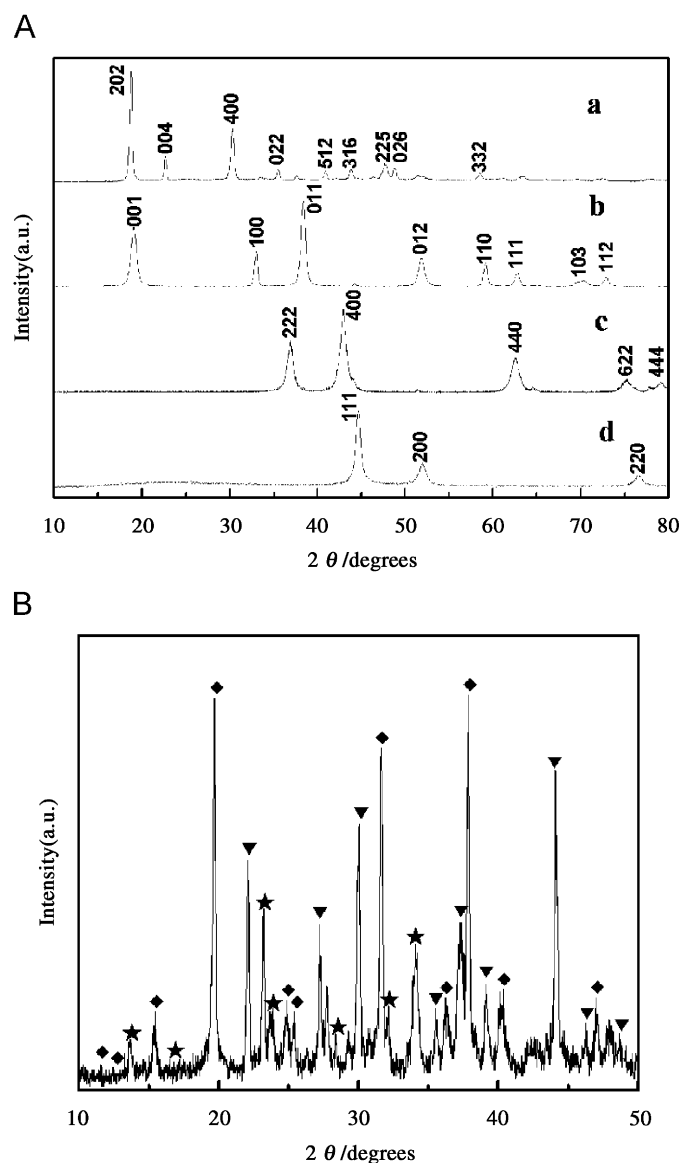 A
202
004
400
022
512
316
225
026
332
a
001
100
011
012
110
111
103
112
b
222
400
440
622
444
c
111
200
220
d
Intensity(a.u.)
10 20 30 40 50 60 70 80
2 θ /degrees
B
Intensity(a.u.)
10 20 30 40 50
2 θ /degrees